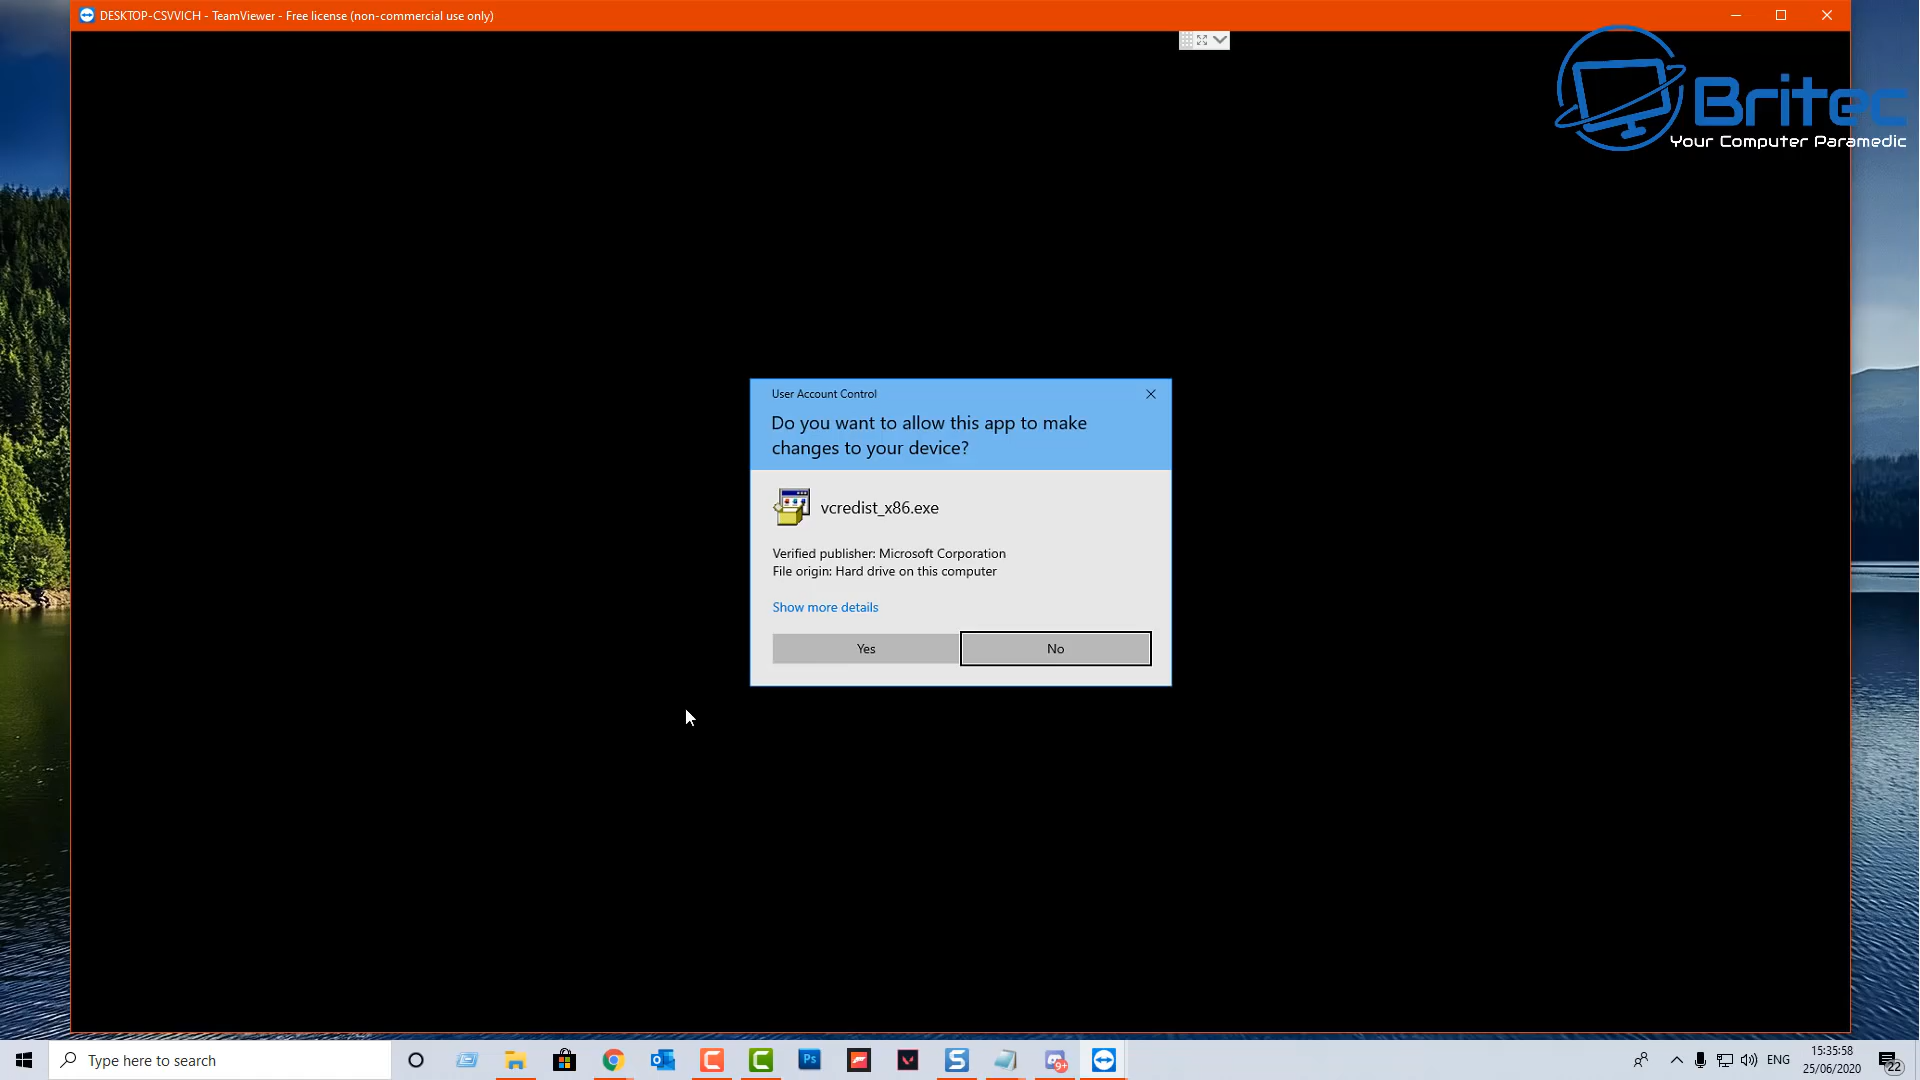 DESKTOP-CSVVICH - TeamViewer - Free license (non-commercial use only)
Britec
Your Computer Paramedic
User Account Control
Do you want to allow this app to make
changes to your device?
vcredist_x86.exe
Verified publisher: Microsoft Corporation
File origin: Hard drive on this computer
Show more details
Yes
No
Type here to search
Ps
S
9+
ENG
15:35:58
25/06/2020
22